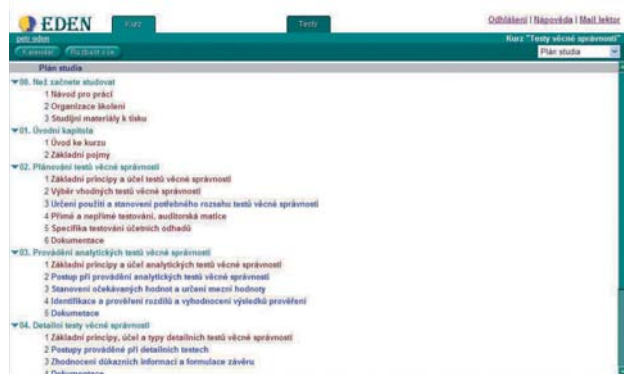 EDEN
Kurz
Testy
Odhlášení | Nápověda | Mail lektor
petr eden
Kurz "Testy věcné správnosti"
Kalendář
Rozbalit vše
Plán studia
Plán studia
00. Než začnete studovat
1 Návod pro práci
2 Organizace školení
3 Studijní materiály k tisku
01. Úvodní kapitola
1 Úvod ke kurzu
2 Základní pojmy
02. Plánování testů věcné správnosti
1 Základní principy a účel testů věcné správnosti
2 Výběr vhodných testů věcné správnosti
3 Určení použití a stanovení potřebného rozsahu testů věcné správnosti
4 Přímé a nepřímé testování, auditorská matice
5 Specifika testování účetních odhadů
6 Dokumentace
03. Provádění analytických testů věcné správnosti
1 Základní principy a účel analytických testů věcné správnosti
2 Postup při provádění analytických testů věcné správnosti
3 Stanovení očekávaných hodnot a určení mezní hodnoty
4 Identifikace a prověření rozdílů a vyhodnocení výsledků prověření
5 Dokumetace
04. Detailní testy věcné správnosti
1 Základní principy, účel a typy detailních testů věcné správnosti
2 Postupy prováděné při detailních testech
3 Zhodnocení důkazních informací a formulace závěru
4 Dokumentace